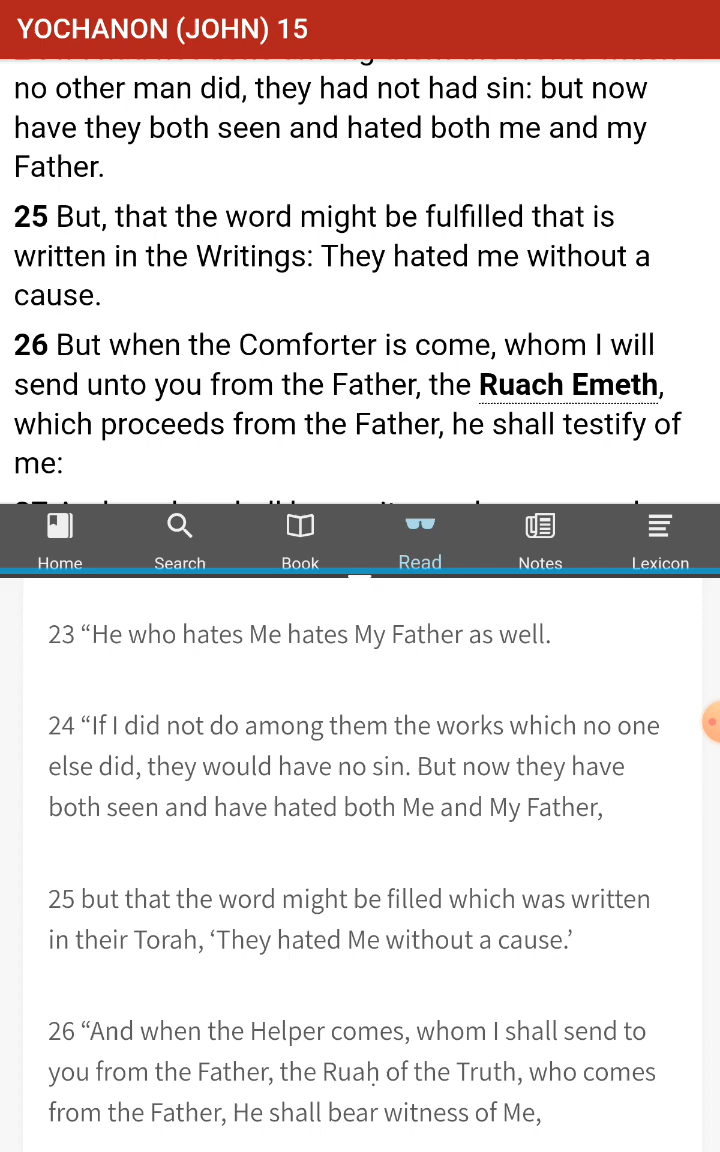 YOCHANON (JOHN) 15
no other man did, they had not had sin: but now
have they both seen and hated both me and my
Father.
25 But, that the word might be fulfilled that is
written in the Writings: They hated me without a
cause.
26 But when the Comforter is come, whom I will
send unto you from the Father, the Ruach Emeth,
which proceeds from the Father, he shall testify of
me:
Home Search Book Read Notes Lexicon
23 “He who hates Me hates My Father as well.
24 “If I did not do among them the works which no one
else did, they would have no sin. But now they have
both seen and have hated both Me and My Father,
25 but that the word might be filled which was written
in their Torah, ‘They hated Me without a cause.’
26 “And when the Helper comes, whom I shall send to
you from the Father, the Ruaḥ of the Truth, who comes
from the Father, He shall bear witness of Me,